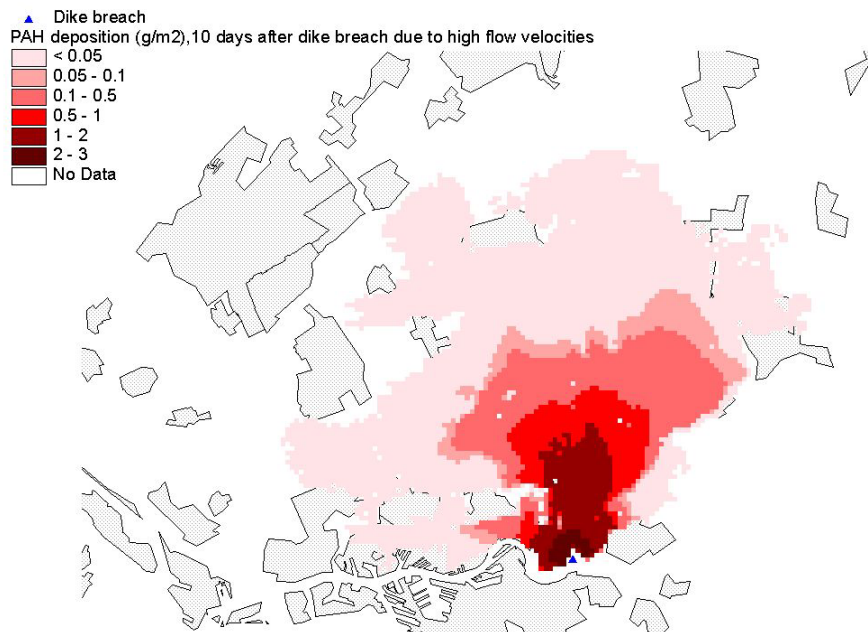 Dike breach
PAH deposition (g/m2),10 days after dike breach due to high flow velocities
< 0.05
0.05 - 0.1
0.1 - 0.5
0.5 - 1
1 - 2
2 - 3
No Data